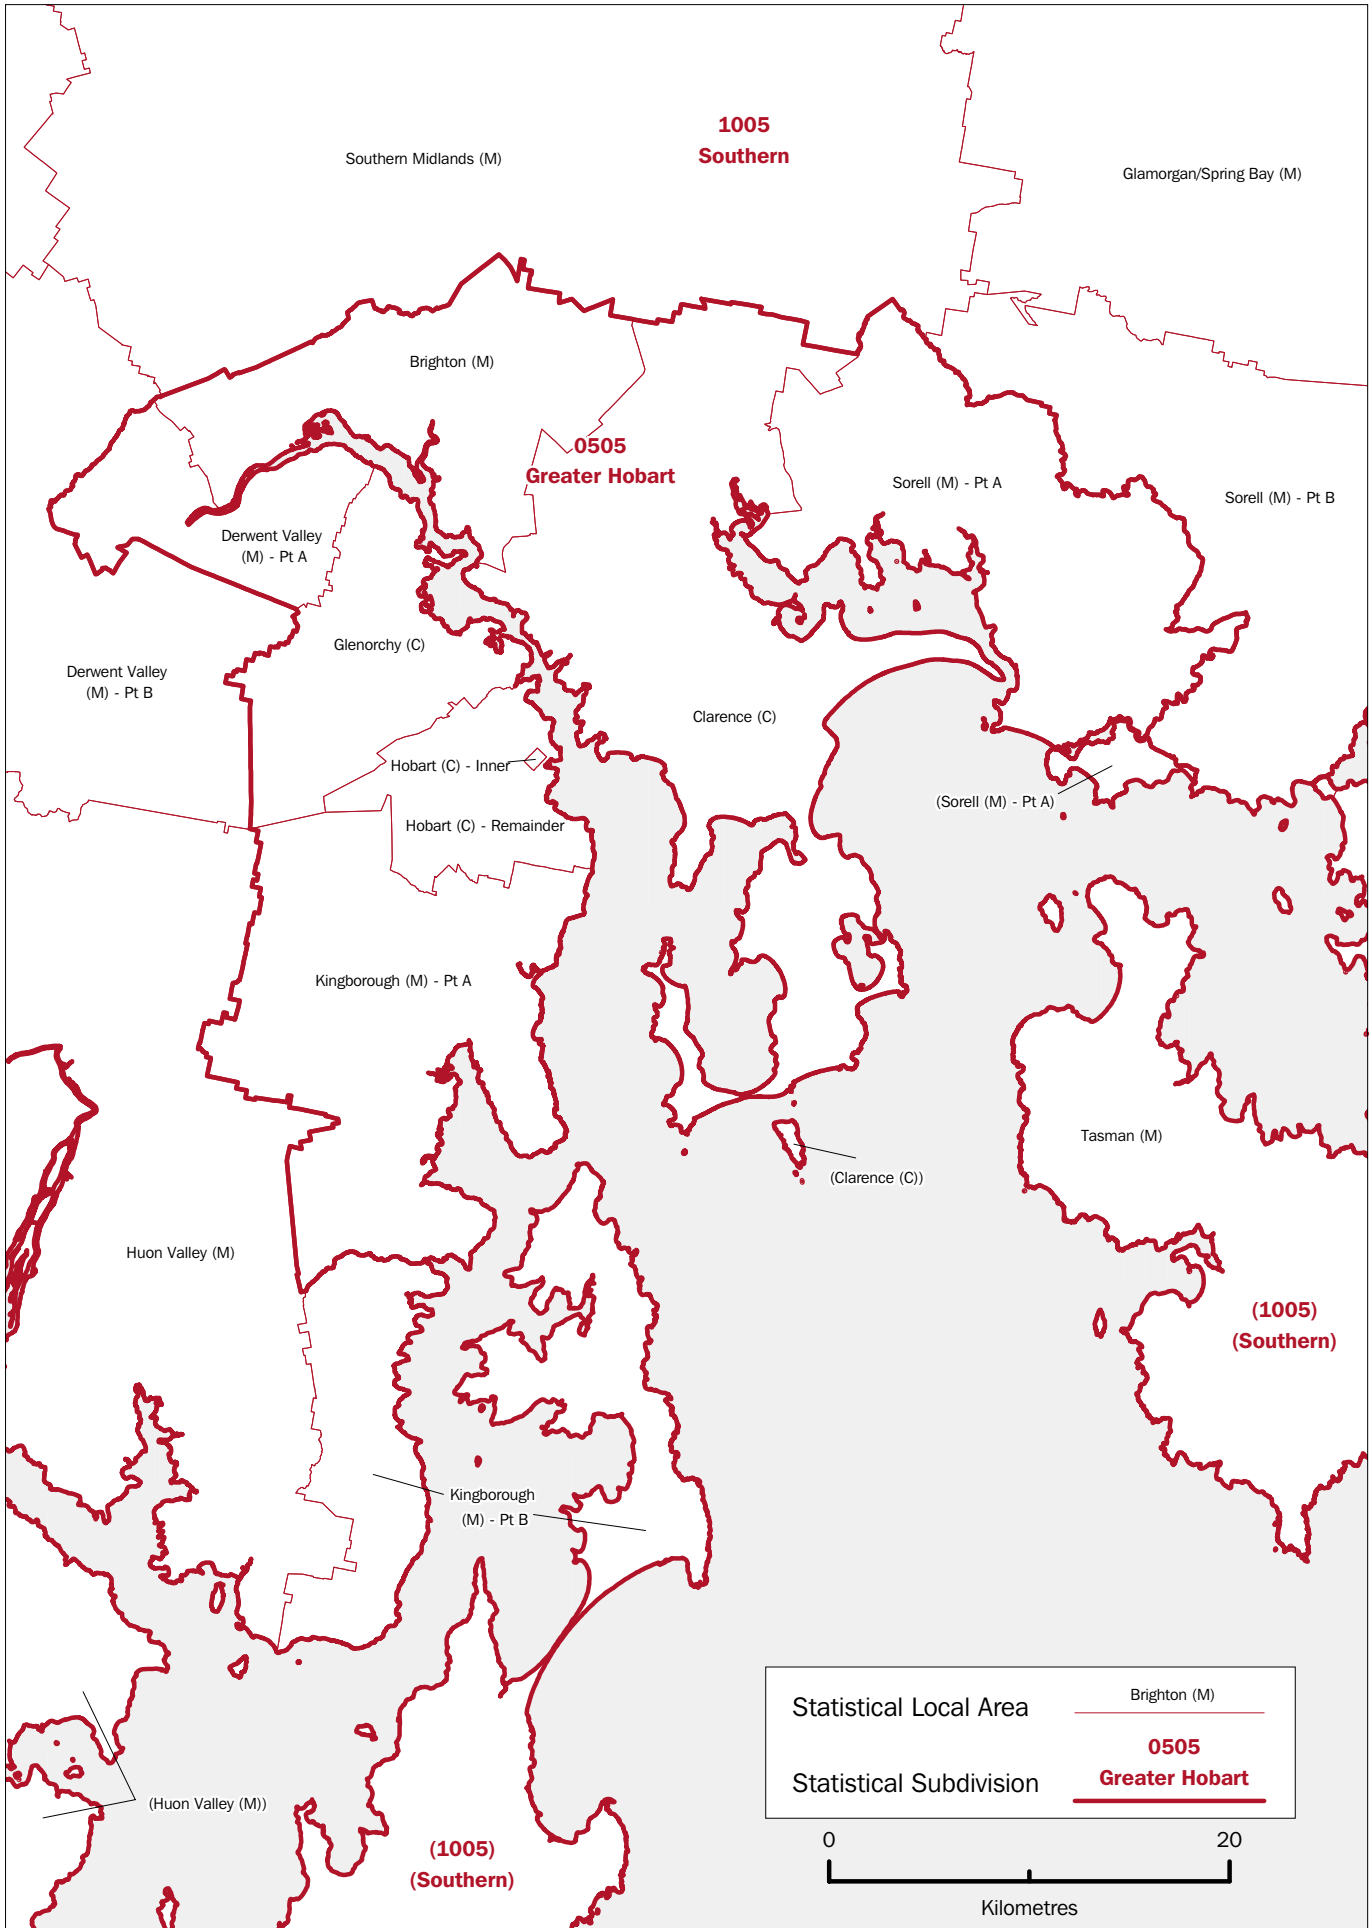 1005
Southern
Southern Midlands (M)
Glamorgan/Spring Bay (M)
Brighton (M)
0505
Greater Hobart
Sorell (M) - Pt A
Sorell (M) - Pt B
Derwent Valley
(M) - Pt A
Glenorchy (C)
Derwent Valley
(M) - Pt B
Clarence (C)
Hobart (C) - Inner
(Sorell (M) - Pt A)
Hobart (C) - Remainder
Kingborough (M) - Pt A
Tasman (M)
(Clarence (C))
Huon Valley (M)
(1005)
(Southern)
Kingborough
(M) - Pt B
Statistical Local Area
Brighton (M)
0505
Greater Hobart
Statistical Subdivision
(Huon Valley (M))
(1005)
(Southern)
0
20
Kilometres